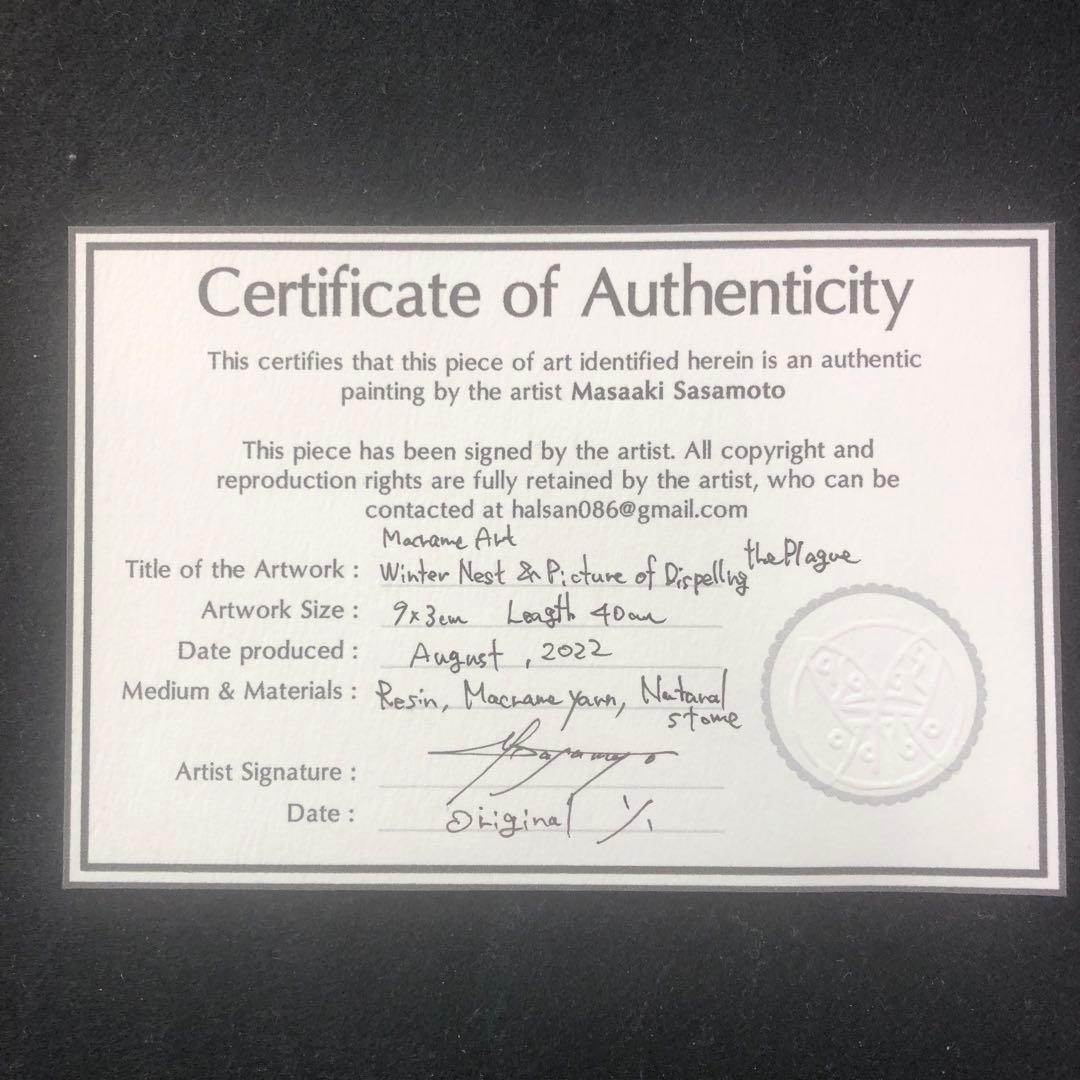 Certificate of Authenticity
This certifies that this piece of art identified herein is an authentic
painting by the artist Masaaki Sasamoto
This piece has been signed by the artist. All copyright and
reproduction rights are fully retained by the artist, who can be
contacted at halsan086@gmail.com
Macrame Art
Title of the Artwork : Winter Nest & Picture of Dispelling the Plague
Artwork Size : 9x3cm Length 40cm
Date produced : August , 2022
Medium & Materials : Resin, Macrame yarn, Natural
stone
Artist Signature :
Date : Original 1/1